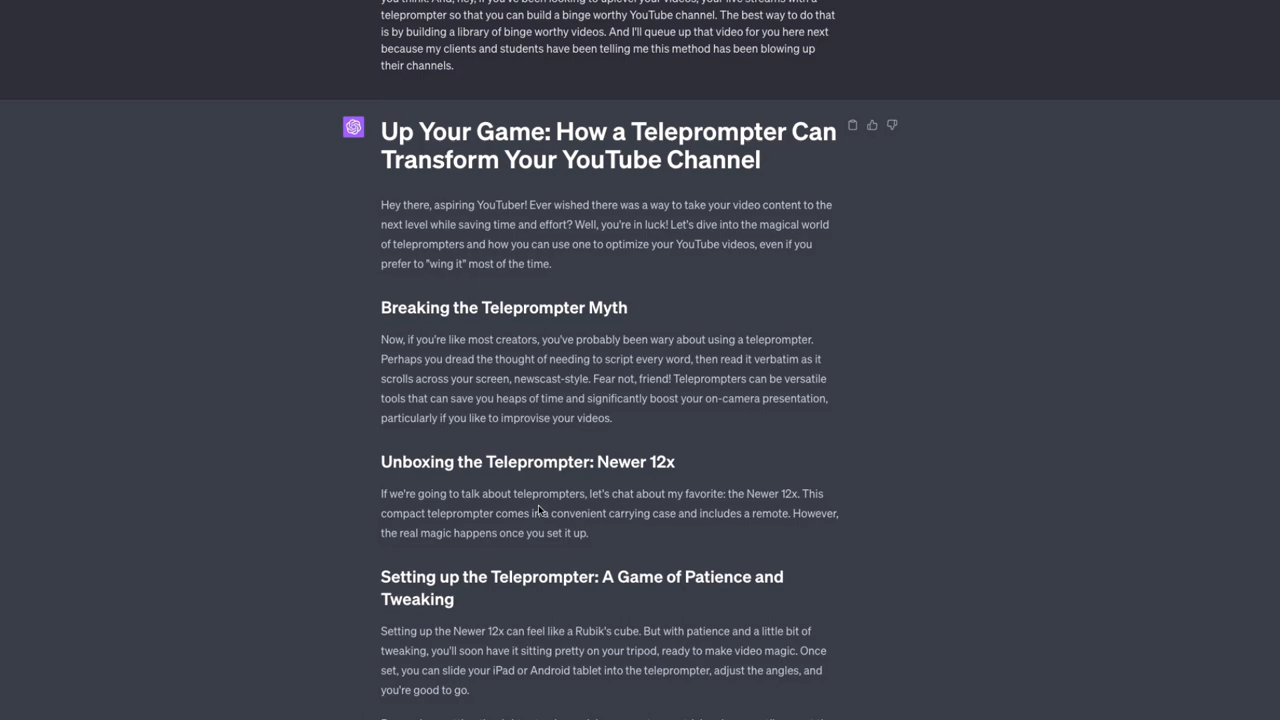 you think. And, hey, if you've been looking to uplevel your videos, your live streams with a
teleprompter so that you can build a binge worthy YouTube channel. The best way to do that
is by building a library of binge worthy videos. And I'll queue up that video for you here next
because my clients and students have been telling me this method has been blowing up
their channels.
Up Your Game: How a Teleprompter Can
Transform Your YouTube Channel
Hey there, aspiring YouTuber! Ever wished there was a way to take your video content to the
next level while saving time and effort? Well, you're in luck! Let's dive into the magical world
of teleprompters and how you can use one to optimize your YouTube videos, even if you
prefer to "wing it" most of the time.
Breaking the Teleprompter Myth
Now, if you're like most creators, you've probably been wary about using a teleprompter.
Perhaps you dread the thought of needing to script every word, then read it verbatim as it
scrolls across your screen, newscast-style. Fear not, friend! Teleprompters can be versatile
tools that can save you heaps of time and significantly boost your on-camera presentation,
particularly if you like to improvise your videos.
Unboxing the Teleprompter: Newer 12x
If we're going to talk about teleprompters, let's chat about my favorite: the Newer 12x. This
compact teleprompter comes in a convenient carrying case and includes a remote. However,
the real magic happens once you set it up.
Setting up the Teleprompter: A Game of Patience and
Tweaking
Setting up the Newer 12x can feel like a Rubik's cube. But with patience and a little bit of
tweaking, you'll soon have it sitting pretty on your tripod, ready to make video magic. Once
set, you can slide your iPad or Android tablet into the teleprompter, adjust the angles, and
you're good to go.